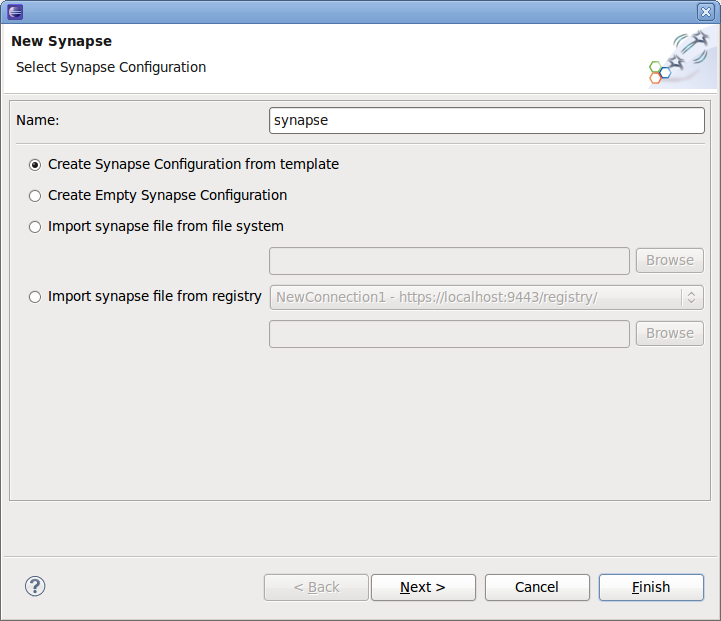 New Synapse
Select Synapse Configuration
Name: synapse
Create Synapse Configuration from template
Create Empty Synapse Configuration
Import synapse file from file system
Browse
Import synapse file from registry NewConnection1 - https://localhost:9443/registry/
Browse
? < Back Next > Cancel Finish